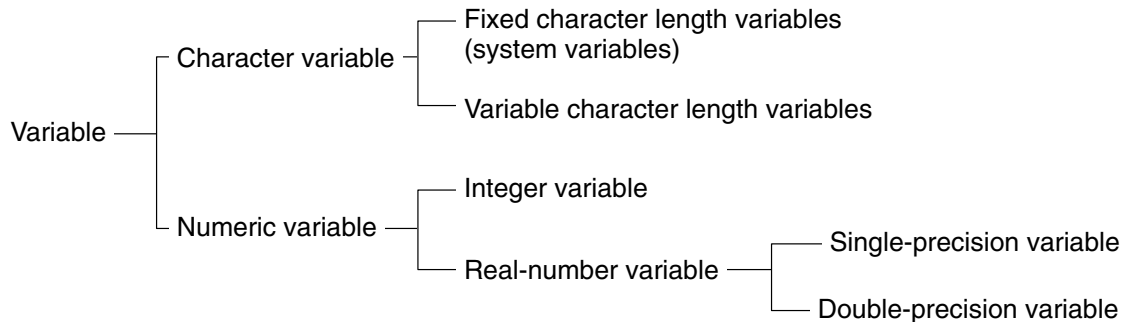 Fixed character length variables
(system variables)
Character variable
Variable character length variables
Variable
Integer variable
Numeric variable
Single-precision variable
Real-number variable
Double-precision variable